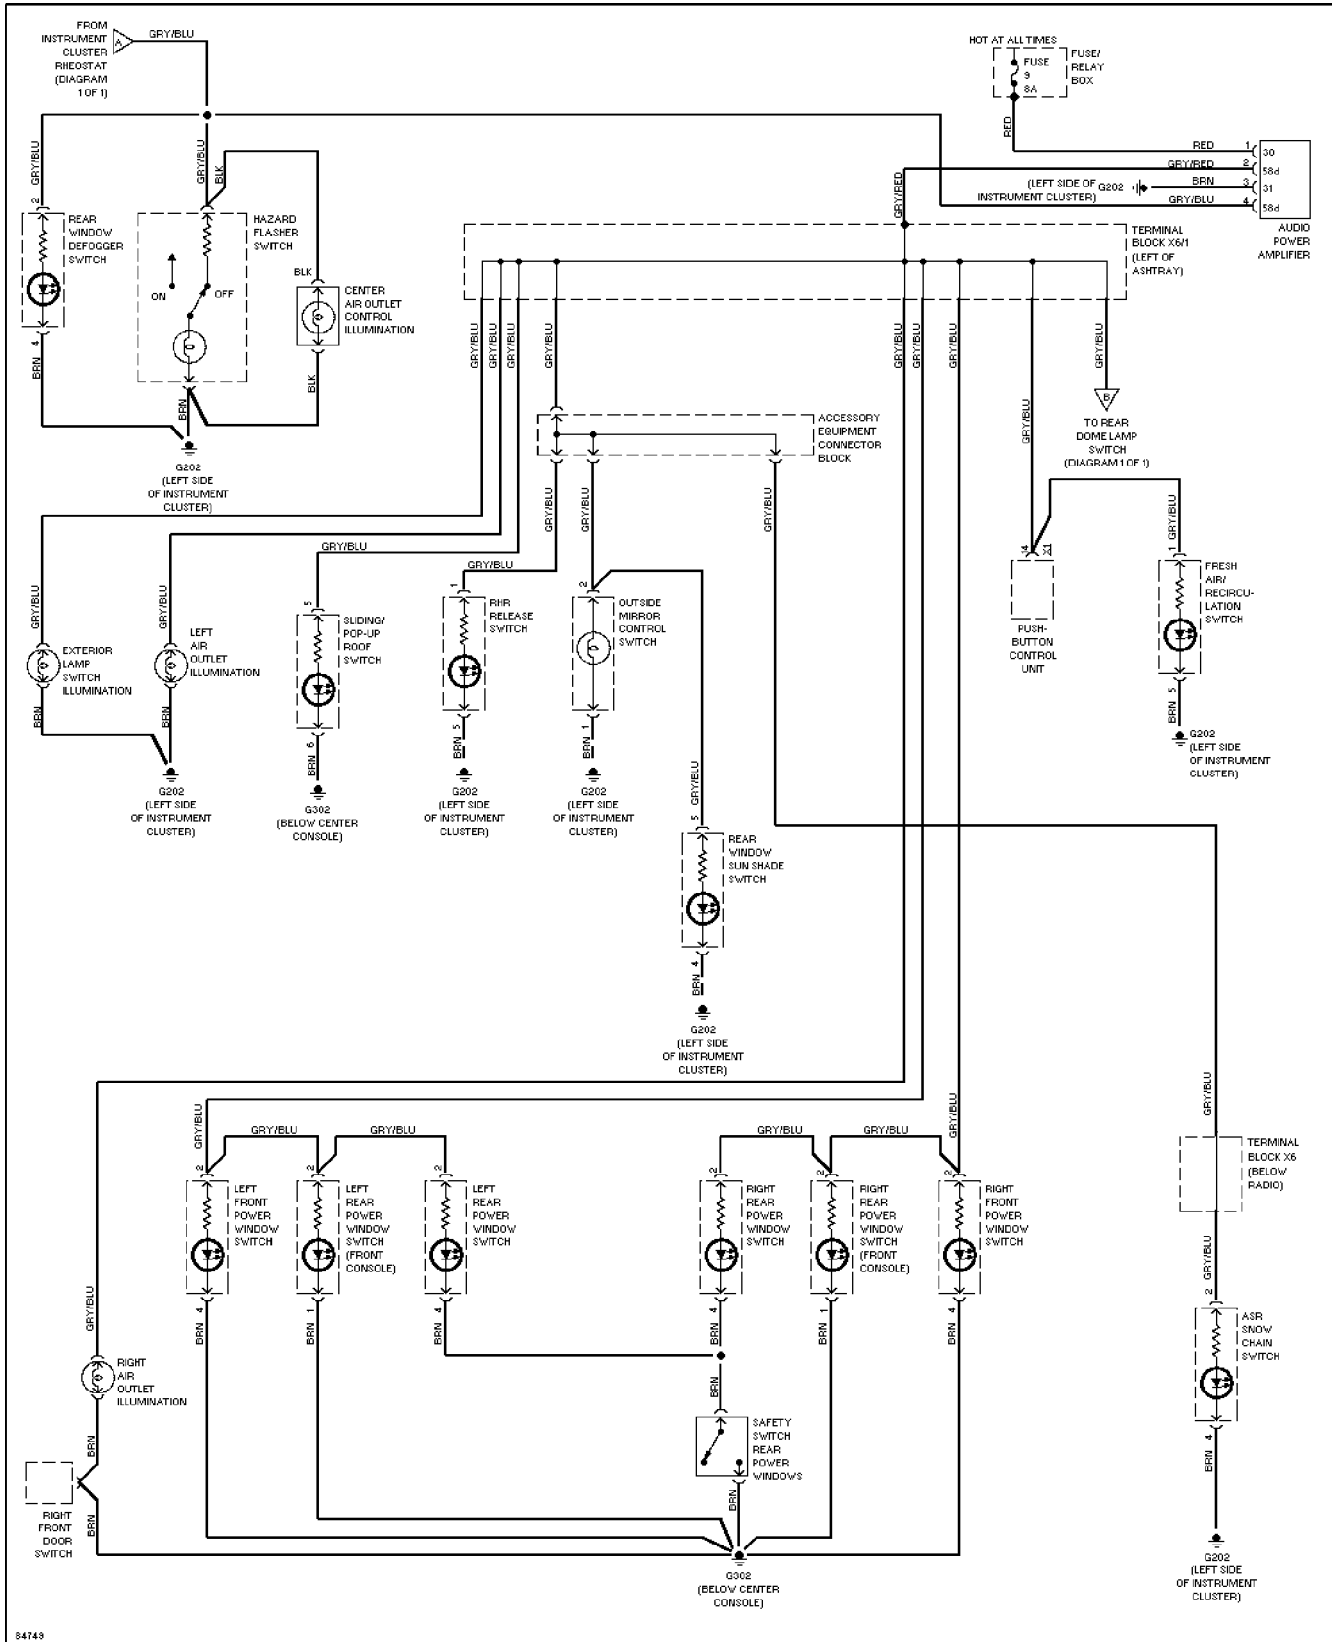 FROM
INSTRUMENT
CLUSTER
RHEOSTAT
(DIAGRAM
1 OF 1)
A
GRY/BLU
HOT AT ALL TIMES
FUSE
9
8A
FUSE/
RELAY
BOX
RED
RED
1
30
GRY/RED
2
58d
(LEFT SIDE OF
INSTRUMENT CLUSTER)
G202
BRN
3
31
GRY/BLU
4
58d
AUDIO
POWER
AMPLIFIER
GRY/RED
TERMINAL
BLOCK X6/1
(LEFT OF
ASHTRAY)
GRY/BLU
GRY/BLU
BLK
2
REAR
WINDOW
DEFOGGER
SWITCH
4
BRN
HAZARD
FLASHER
SWITCH
ON
OFF
BRN
BLK
CENTER
AIR OUTLET
CONTROL
ILLUMINATION
BLK
G202
(LEFT SIDE
OF INSTRUMENT
CLUSTER)
GRY/BLU
GRY/BLU
GRY/BLU
GRY/BLU
GRY/BLU
GRY/BLU
GRY/BLU
GRY/BLU
GRY/BLU
B
TO REAR
DOME LAMP
SWITCH
(DIAGRAM 1 OF 1)
ACCESSORY
EQUIPMENT
CONNECTOR
BLOCK
GRY/BLU
GRY/BLU
GRY/BLU
GRY/BLU
GRY/BLU
GRY/BLU
GRY/BLU
GRY/BLU
EXTERIOR
LAMP
SWITCH
ILLUMINATION
BRN
LEFT
AIR
OUTLET
ILLUMINATION
BRN
G202
(LEFT SIDE
OF INSTRUMENT
CLUSTER)
5
SLIDING/
POP-UP
ROOF
SWITCH
6
BRN
G302
(BELOW CENTER
CONSOLE)
1
RHR
RELEASE
SWITCH
5
BRN
G202
(LEFT SIDE
OF INSTRUMENT
CLUSTER)
2
OUTSIDE
MIRROR
CONTROL
SWITCH
1
BRN
G202
(LEFT SIDE
OF INSTRUMENT
CLUSTER)
GRY/BLU
5
REAR
WINDOW
SUN SHADE
SWITCH
4
BRN
G202
(LEFT SIDE
OF INSTRUMENT
CLUSTER)
14
X1
PUSH-
BUTTON
CONTROL
UNIT
1
FRESH
AIR/
RECIRCU-
LATION
SWITCH
5
BRN
G202
(LEFT SIDE
OF INSTRUMENT
CLUSTER)
GRY/BLU
GRY/BLU
GRY/BLU
GRY/BLU
GRY/BLU
GRY/BLU
GRY/BLU
2
LEFT
FRONT
POWER
WINDOW
SWITCH
4
BRN
2
LEFT
REAR
POWER
WINDOW
SWITCH
(FRONT
CONSOLE)
1
BRN
2
LEFT
REAR
POWER
WINDOW
SWITCH
4
BRN
2
RIGHT
REAR
POWER
WINDOW
SWITCH
4
BRN
2
RIGHT
REAR
POWER
WINDOW
SWITCH
(FRONT
CONSOLE)
1
BRN
2
RIGHT
FRONT
POWER
WINDOW
SWITCH
4
BRN
TERMINAL
BLOCK X6
(BELOW
RADIO)
GRY/BLU
2
ASR
SNOW
CHAIN
SWITCH
4
BRN
G202
(LEFT SIDE
OF INSTRUMENT
CLUSTER)
GRY/BLU
RIGHT
AIR
OUTLET
ILLUMINATION
BRN
RIGHT
FRONT
DOOR
SWITCH
BRN
BRN
SAFETY
SWITCH
REAR
POWER
WINDOWS
BRN
G302
(BELOW CENTER
CONSOLE)
84749